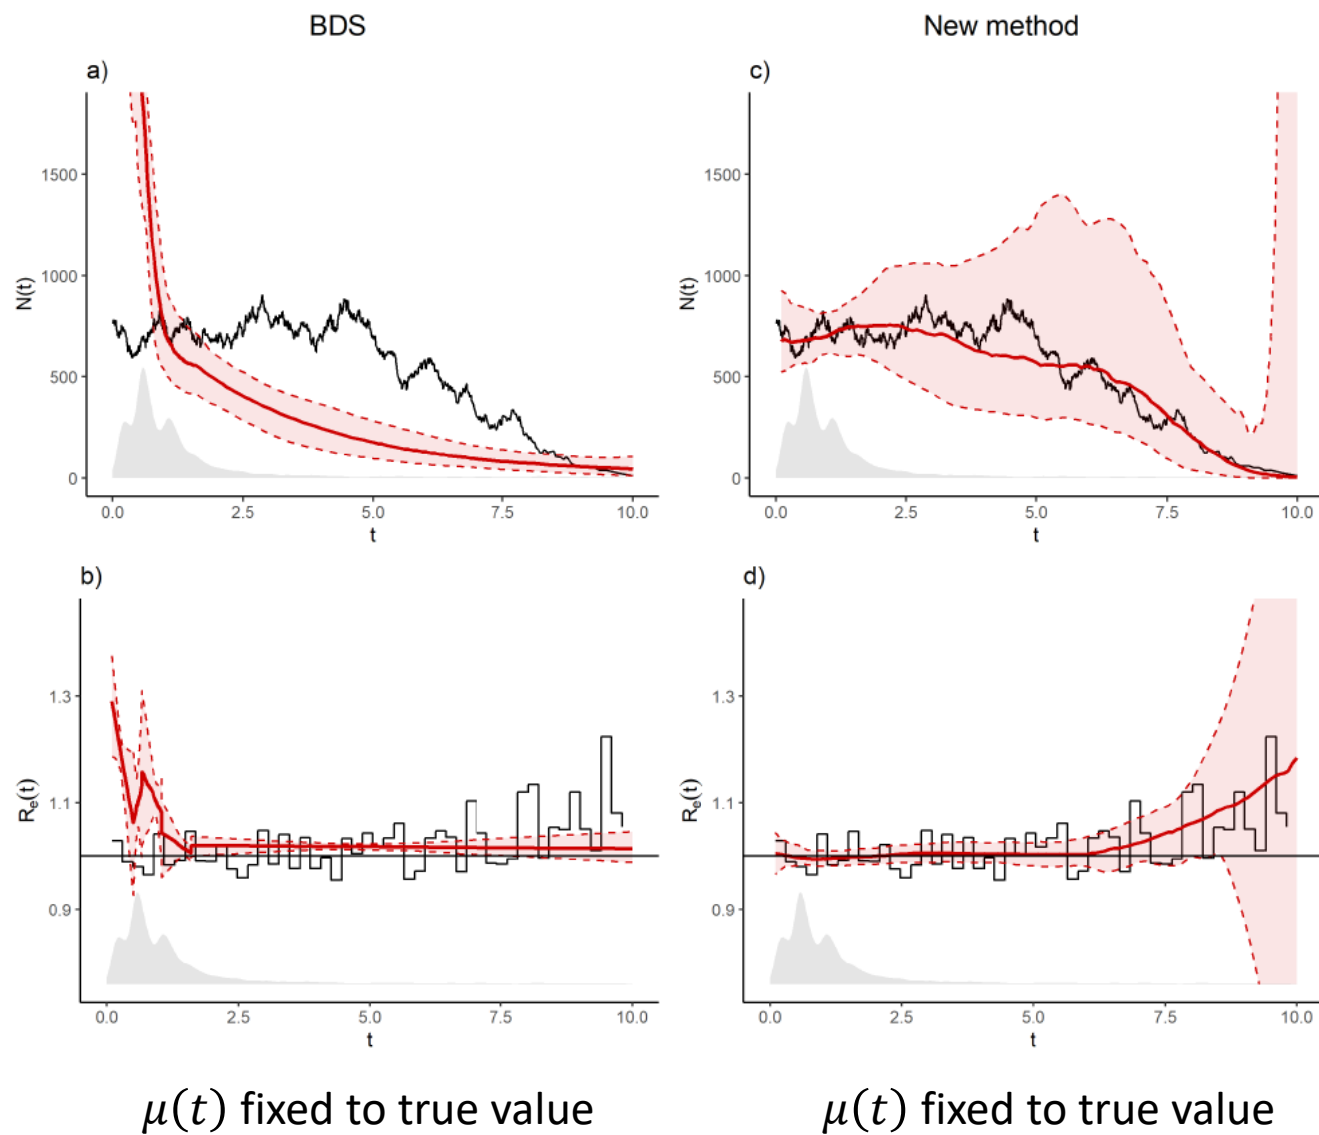 BDS
New method
a)
c)
N(t)
1500
1000
500
0
0.0 2.5 5.0 7.5 10.0
t
N(t)
1500
1000
500
0
0.0 2.5 5.0 7.5 10.0
t
b)
d)
Re(t)
1.3
1.1
0.9
0.0 2.5 5.0 7.5 10.0
t
Re(t)
1.3
1.1
0.9
0.0 2.5 5.0 7.5 10.0
t
μ(t) fixed to true value
μ(t) fixed to true value